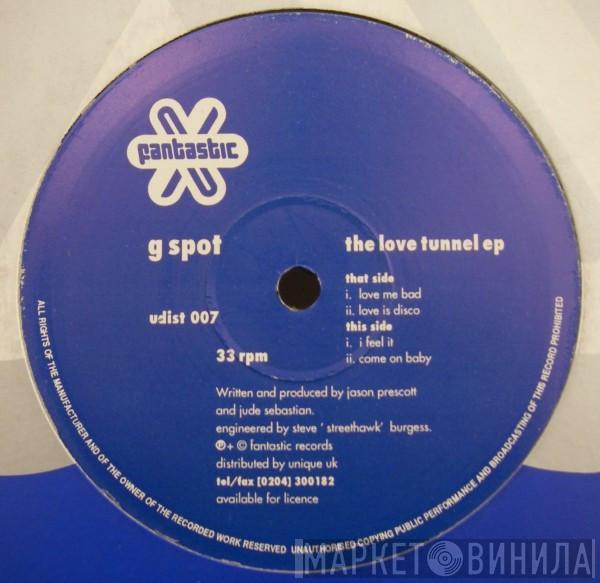 fantastic
g spot
the love tunnel ep
that side
i. love me bad
ii. love is disco
this side
i. i feel it
ii. come on baby
udist 007
33 rpm
Written and produced by jason prescott
and jude sebastian.
engineered by steve ' streethawk' burgess.
℗+ © fantastic records
distributed by unique uk
tel/fax [0204] 300182
available for licence
ALL RIGHTS OF THE MANUFACTURER AND OF THE OWNER OF THE RECORDED WORK RESERVED UNAUTHORISED COPYING PUBLIC PERFORMANCE AND BROADCASTING OF THIS RECORD PROHIBITED
МАРКЕТ ВИНИЛА